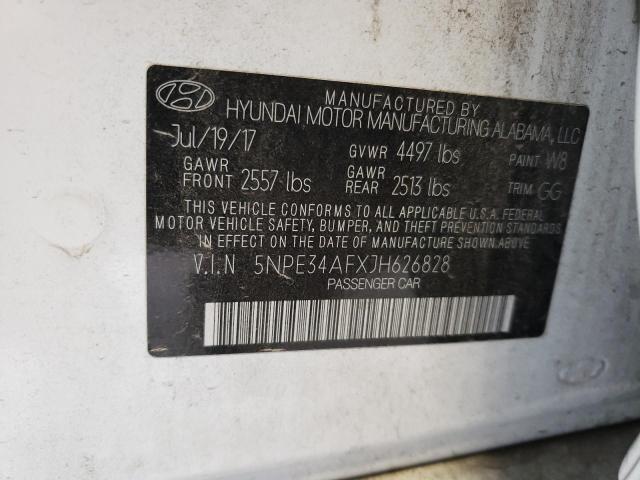 MANUFACTURED BY
HYUNDAI MOTOR MANUFACTURING ALABAMA, LLC
Jul/19/17 GVWR 4497 lbs PAINT W8
GAWR FRONT 2557 lbs GAWR REAR 2513 lbs TRIM GG
THIS VEHICLE CONFORMS TO ALL APPLICABLE U.S.A. FEDERAL
MOTOR VEHICLE SAFETY, BUMPER, AND THEFT PREVENTION STANDARDS
IN EFFECT ON THE DATE OF MANUFACTURE SHOWN ABOVE.
V.I.N 5NPE34AFXJH626828
PASSENGER CAR